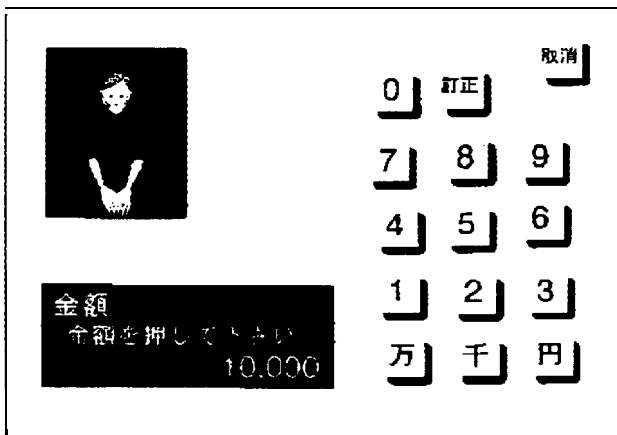 取消
0 訂正
7 8 9
4 5 6
1 2 3
万 千 円
金額
金額を押して下さい
10,000